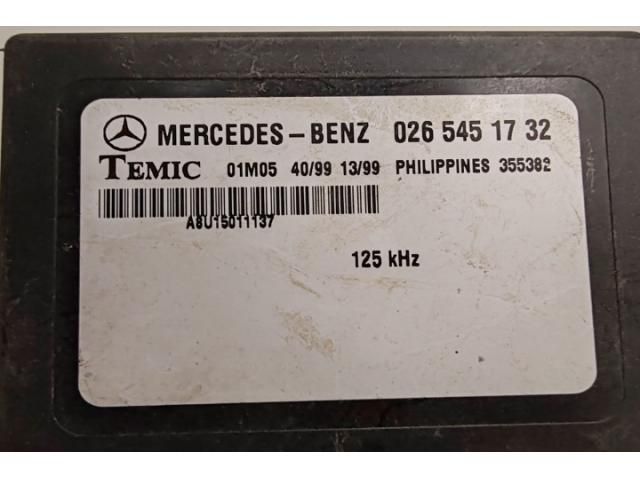 MERCEDES-BENZ 026 545 17 32
TEMIC 01M05 40/99 13/99 PHILIPPINES 355382
A8U15011137
125 kHz